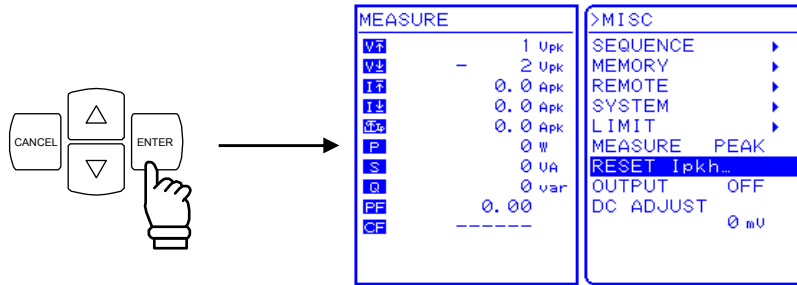 CANCEL
ENTER
MEASURE
V 1 Vpk
V - 2 Vpk
I 0.0 Apk
I 0.0 Apk
0.0 Apk
P 0 W
S 0 VA
Q 0 var
PF 0.00
CF ------
>MISC
SEQUENCE
MEMORY
REMOTE
SYSTEM
LIMIT
MEASURE PEAK
RESET Ipkh…
OUTPUT OFF
DC ADJUST
0 mV